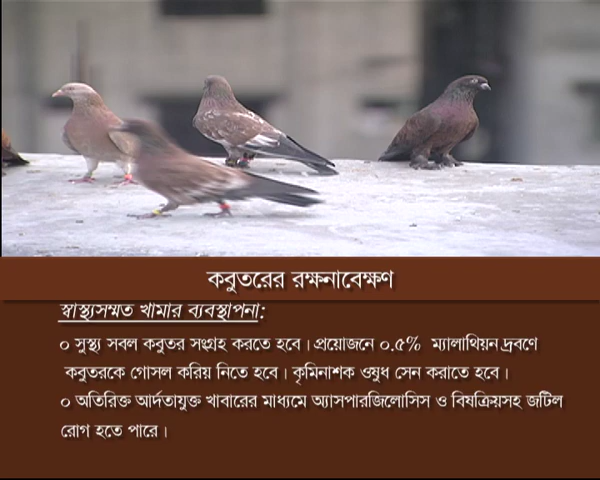 কবুতরের রক্ষনাবেক্ষণ
স্বাস্থ্যসম্মত খামার ব্যবস্থাপনা:
০ সুস্থ্য সবল কবুতর সংগ্রহ করতে হবে। প্রয়োজনে ০.৫% ম্যালাথিয়ন দ্রবণে
কবুতরকে গোসল করিয় নিতে হবে। কৃমিনাশক ওষুধ সেন করাতে হবে।
০ অতিরিক্ত আর্দতাযুক্ত খাবারের মাধ্যমে অ্যাসপারজিলোসিস ও বিষক্রিয়সহ জটিল
রোগ হতে পারে।